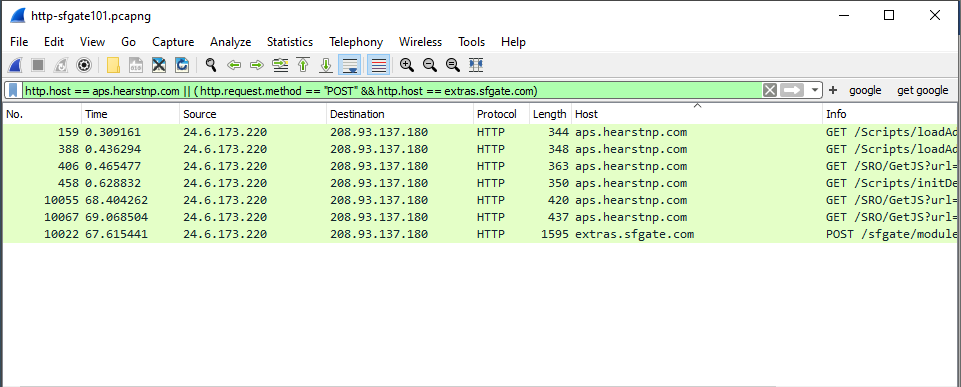 http-sfgate101.pcapng
File Edit View Go Capture Analyze Statistics Telephony Wireless Tools Help
http.host == aps.hearstnp.com || ( http.request.method == "POST" && http.host == extras.sfgate.com) + google get google
No. Time Source Destination Protocol Length Host Info
159 0.309161 24.6.173.220 208.93.137.180 HTTP 344 aps.hearstnp.com GET /Scripts/loadAd
388 0.436294 24.6.173.220 208.93.137.180 HTTP 348 aps.hearstnp.com GET /Scripts/loadAd
406 0.465477 24.6.173.220 208.93.137.180 HTTP 363 aps.hearstnp.com GET /SRO/GetJS?url=
458 0.628832 24.6.173.220 208.93.137.180 HTTP 350 aps.hearstnp.com GET /Scripts/initDe
10055 68.404262 24.6.173.220 208.93.137.180 HTTP 420 aps.hearstnp.com GET /SRO/GetJS?url=
10067 69.068504 24.6.173.220 208.93.137.180 HTTP 437 aps.hearstnp.com GET /SRO/GetJS?url=
10022 67.615441 24.6.173.220 208.93.137.180 HTTP 1595 extras.sfgate.com POST /sfgate/module